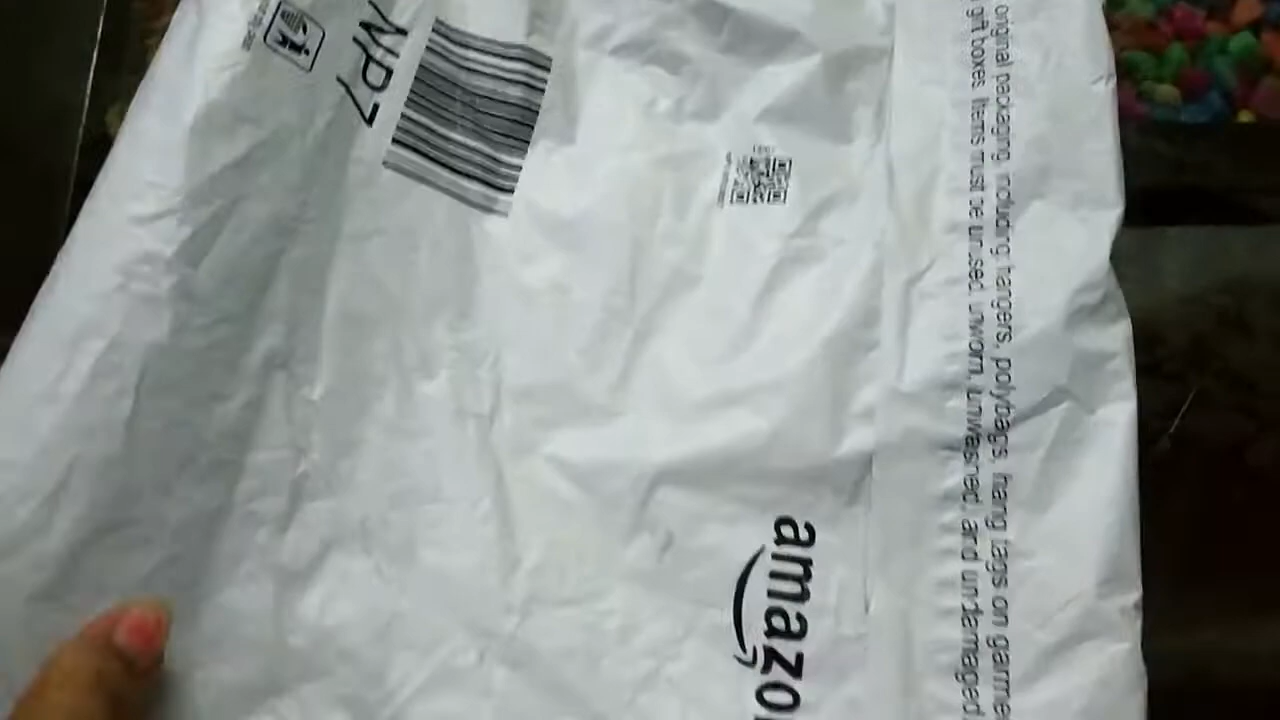 original packaging, including hangers, polybags, hang tags on garme
gift boxes. Items must be unused, unworn, unwashed, and undamaged.
NP7
amazo